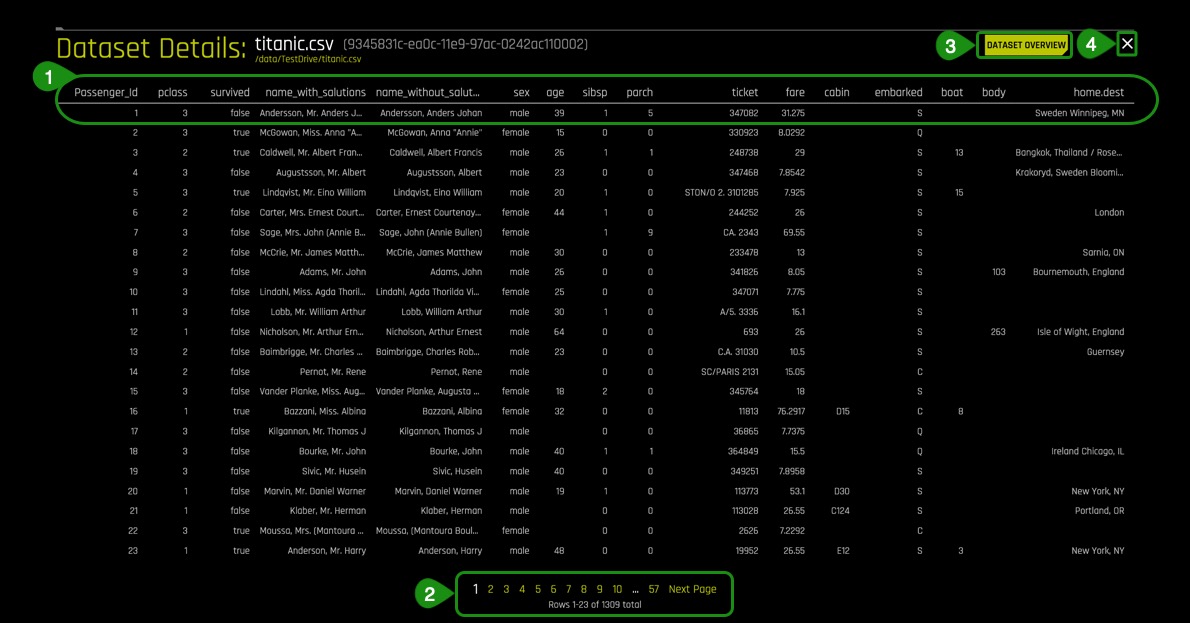 Dataset Details: titanic.csv (9345831c-ea0c-11e9-97ac-0242ac110002)
/data/TestDrive/titanic.csv
3 DATASET OVERVIEW 4 ×
1
Passenger_Id pclass survived name_with_salutions name_without_salut... sex age sibsp parch ticket fare cabin embarked boat body home.dest
1 3 false Andersson, Mr. Anders J... Andersson, Anders Johan male 39 1 5 347082 31.275 S Sweden Winnipeg, MN
2 3 true McGowan, Miss. Anna "A... McGowan, Anna "Annie" female 15 0 0 330923 8.0292 Q
3 2 true Caldwell, Mr. Albert Fran... Caldwell, Albert Francis male 26 1 1 248738 29 S 13 Bangkok, Thailand / Rose...
4 3 false Augustsson, Mr. Albert Augustsson, Albert male 23 0 0 347468 7.8542 S Krakoryd, Sweden Bloomi...
5 3 true Lindqvist, Mr. Eino William Lindqvist, Eino William male 20 1 0 STON/O 2. 3101285 7.925 S 15
6 2 false Carter, Mrs. Ernest Court... Carter, Ernest Courtenay... female 44 1 0 244252 26 S London
7 3 false Sage, Mrs. John (Annie B... Sage, John (Annie Bullen) female 1 9 CA. 2343 69.55 S
8 2 false McCrie, Mr. James Matth... McCrie, James Matthew male 30 0 0 233478 13 S Sarnia, ON
9 3 false Adams, Mr. John Adams, John male 26 0 0 341826 8.05 S 103 Bournemouth, England
10 3 false Lindahl, Miss. Agda Thoril... Lindahl, Agda Thorilda Vi... female 25 0 0 347071 7.775 S
11 3 false Lobb, Mr. William Arthur Lobb, William Arthur male 30 1 0 A/5. 3336 16.1 S
12 1 false Nicholson, Mr. Arthur Ern... Nicholson, Arthur Ernest male 64 0 0 693 26 S 263 Isle of Wight, England
13 2 false Baimbrigge, Mr. Charles ... Baimbrigge, Charles Rob... male 23 0 0 C.A. 31030 10.5 S Guernsey
14 2 false Pernot, Mr. Rene Pernot, Rene male 0 0 SC/PARIS 2131 15.05 C
15 3 false Vander Planke, Miss. Aug... Vander Planke, Augusta ... female 18 2 0 345764 18 S
16 1 true Bazzani, Miss. Albina Bazzani, Albina female 32 0 0 11813 76.2917 D15 C 8
17 3 false Kilgannon, Mr. Thomas J Kilgannon, Thomas J male 0 0 36865 7.7375 Q
18 3 false Bourke, Mr. John Bourke, John male 40 1 1 364849 15.5 Q Ireland Chicago, IL
19 3 false Sivic, Mr. Husein Sivic, Husein male 40 0 0 349251 7.8958 S
20 1 false Marvin, Mr. Daniel Warner Marvin, Daniel Warner male 19 1 0 113773 53.1 D30 S New York, NY
21 1 false Klaber, Mr. Herman Klaber, Herman male 0 0 113028 26.55 C124 S Portland, OR
22 3 true Moussa, Mrs. (Mantoura ... Moussa, (Mantoura Boul... female 0 0 2626 7.2292 C
23 1 true Anderson, Mr. Harry Anderson, Harry male 48 0 0 19952 26.55 E12 S 3 New York, NY
2 1 2 3 4 5 6 7 8 9 10 ... 57 Next Page
Rows 1-23 of 1309 total